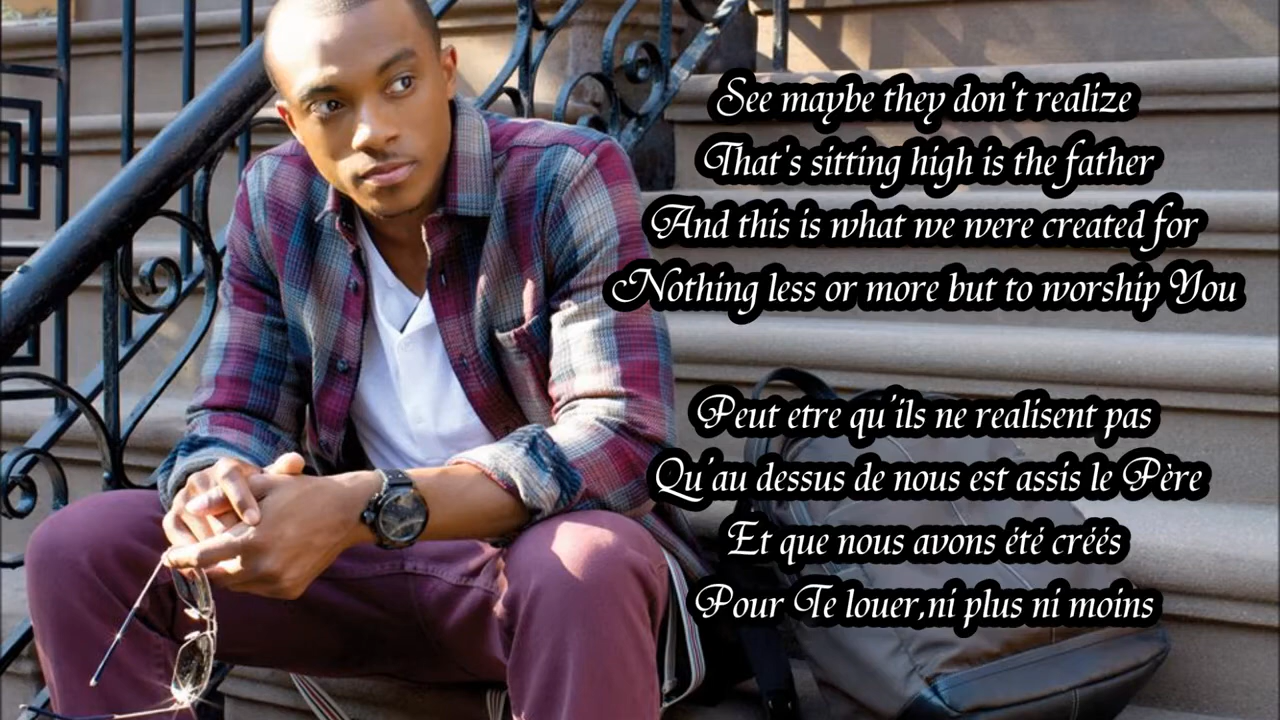 See maybe they don't realize
That's sitting high is the father
And this is what we were created for
Nothing less or more but to worship You
Peut etre qu'ils ne realisent pas
Qu'au dessus de nous est assis le Père
Et que nous avons été créés
Pour Te louer,ni plus ni moins